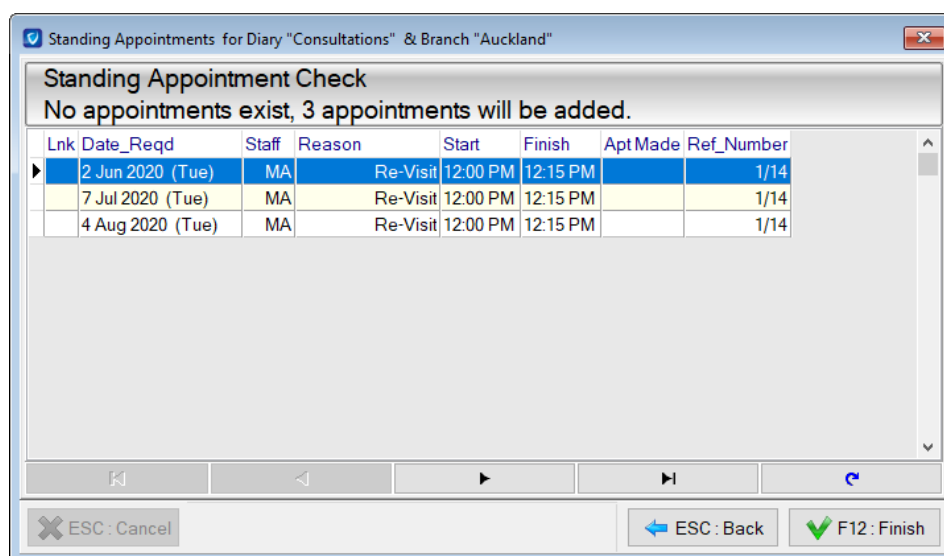 Standing Appointments for Diary "Consultations" & Branch "Auckland"
Standing Appointment Check
No appointments exist, 3 appointments will be added.
Lnk Date_Reqd Staff Reason Start Finish Apt Made Ref_Number
2 Jun 2020 (Tue) MA Re-Visit 12:00 PM 12:15 PM 1/14
7 Jul 2020 (Tue) MA Re-Visit 12:00 PM 12:15 PM 1/14
4 Aug 2020 (Tue) MA Re-Visit 12:00 PM 12:15 PM 1/14
ESC : Cancel ESC : Back F12 : Finish